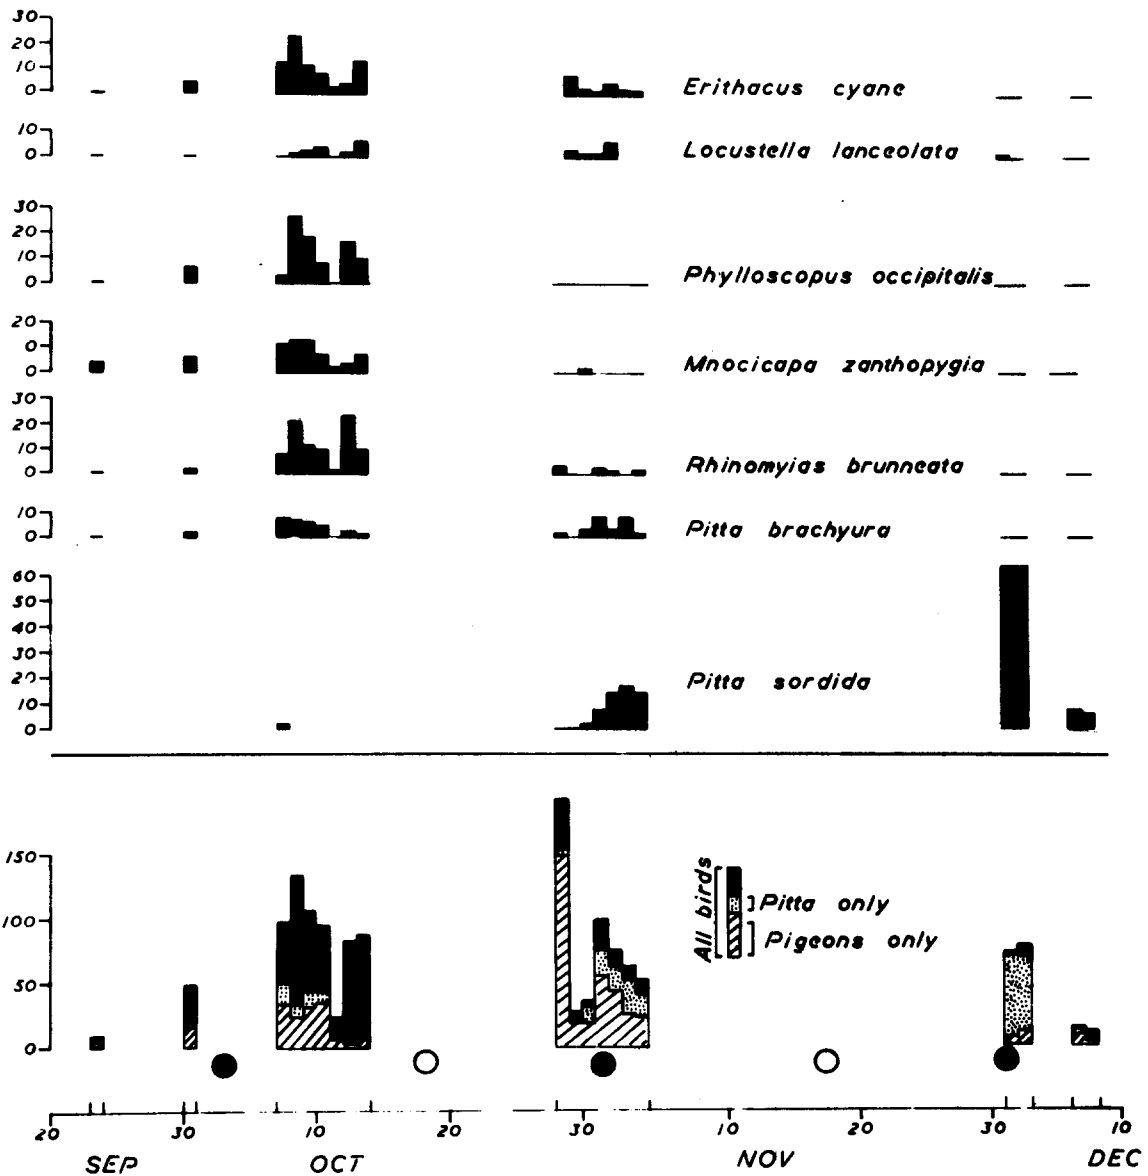 30
20
10
0
Erithacus cyane
10
0
Locustella lanceolata
30
20
10
0
Phylloscopus occipitalis
20
0
0
Mnocicapa zanthopygia
30
20
10
0
Rhinomyias brunneata
10
0
Pitta brachyura
60
50
40
30
20
10
0
Pitta sordida
150
100
50
0
All birds
Pitta only
Pigeons only
20 30 10 20 30 10 20 30 10
SEP OCT NOV DEC